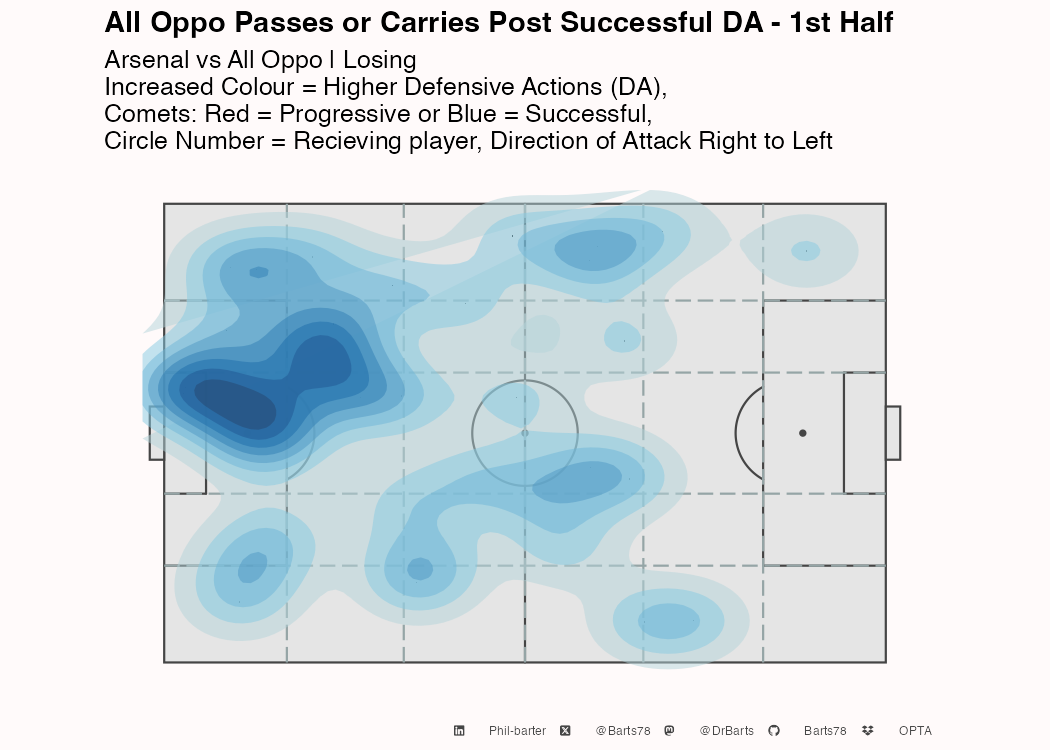 All Oppo Passes or Carries Post Successful DA - 1st Half
Arsenal vs All Oppo | Losing
Increased Colour = Higher Defensive Actions (DA),
Comets: Red = Progressive or Blue = Successful,
Circle Number = Recieving player, Direction of Attack Right to Left
Phil-barter @Barts78 @DrBarts Barts78 OPTA